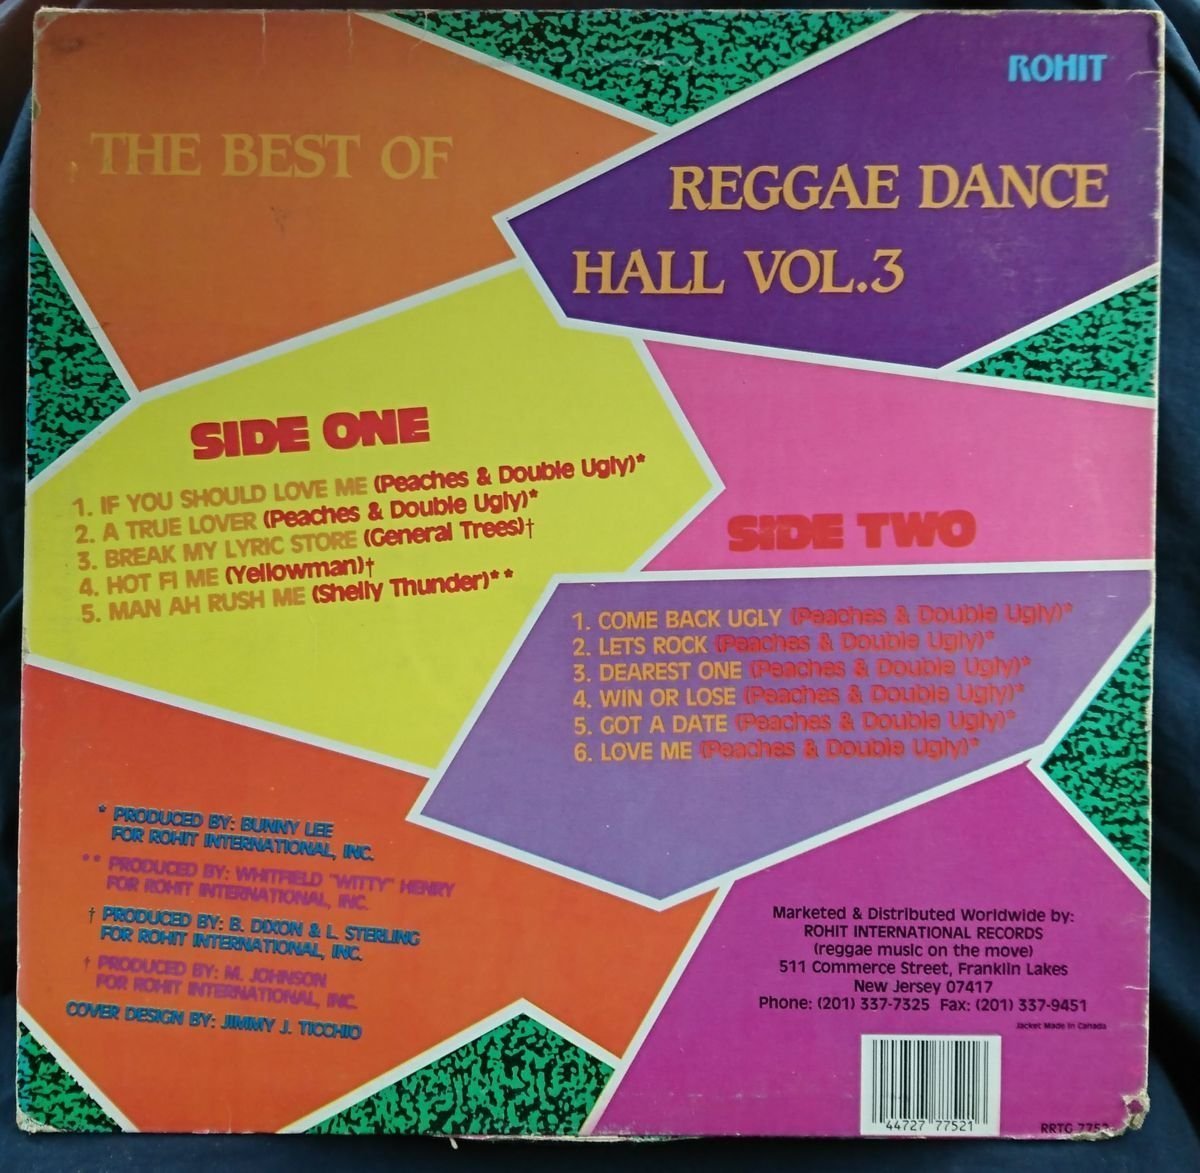 ROHIT
THE BEST OF
REGGAE DANCE
HALL VOL.3
SIDE ONE
1. IF YOU SHOULD LOVE ME (Peaches & Double Ugly)*
2. A TRUE LOVER (Peaches & Double Ugly)*
3. BREAK MY LYRIC STORE (General Trees)†
4. HOT FI ME (Yellowman)†
5. MAN AH RUSH ME (Shelly Thunder)**
SIDE TWO
1. COME BACK UGLY (Peaches & Double Ugly)*
2. LETS ROCK (Peaches & Double Ugly)*
3. DEAREST ONE (Peaches & Double Ugly)*
4. WIN OR LOSE (Peaches & Double Ugly)*
5. GOT A DATE (Peaches & Double Ugly)*
6. LOVE ME (Peaches & Double Ugly)*
* PRODUCED BY: BUNNY LEE
FOR ROHIT INTERNATIONAL, INC.
** PRODUCED BY: WHITFIELD "WITTY" HENRY
FOR ROHIT INTERNATIONAL, INC.
† PRODUCED BY: B. DIXON & L. STERLING
FOR ROHIT INTERNATIONAL, INC.
† PRODUCED BY: M. JOHNSON
FOR ROHIT INTERNATIONAL, INC.
COVER DESIGN BY: JIMMY J. TICCHIO
Marketed & Distributed Worldwide by:
ROHIT INTERNATIONAL RECORDS
(reggae music on the move)
511 Commerce Street, Franklin Lakes
New Jersey 07417
Phone: (201) 337-7325 Fax: (201) 337-9451
Jacket Made In Canada
44727 77521
RRTG